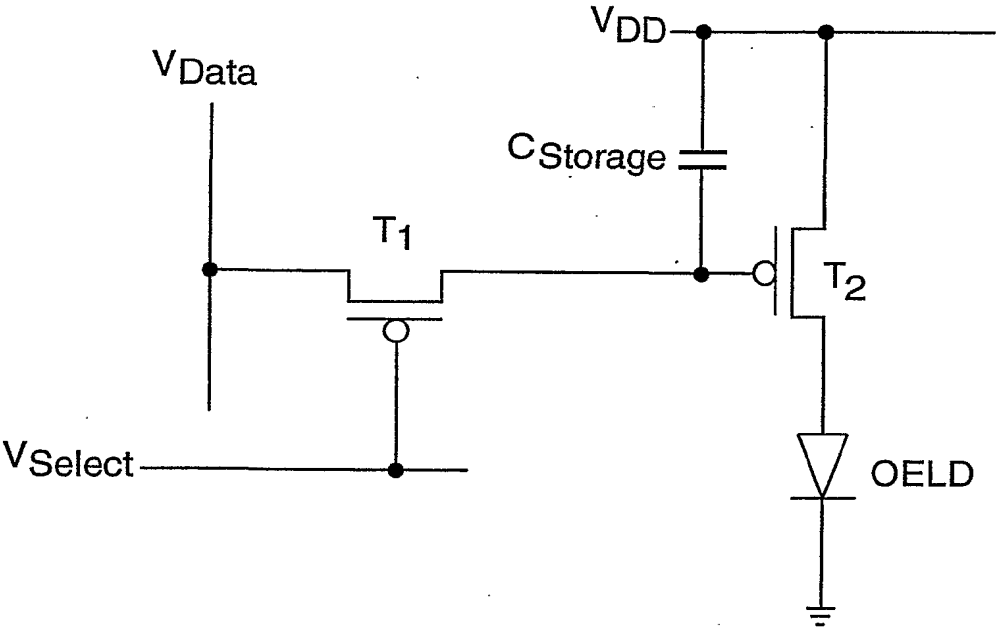 VDD
VData
CStorage
T1
T2
VSelect
OELD